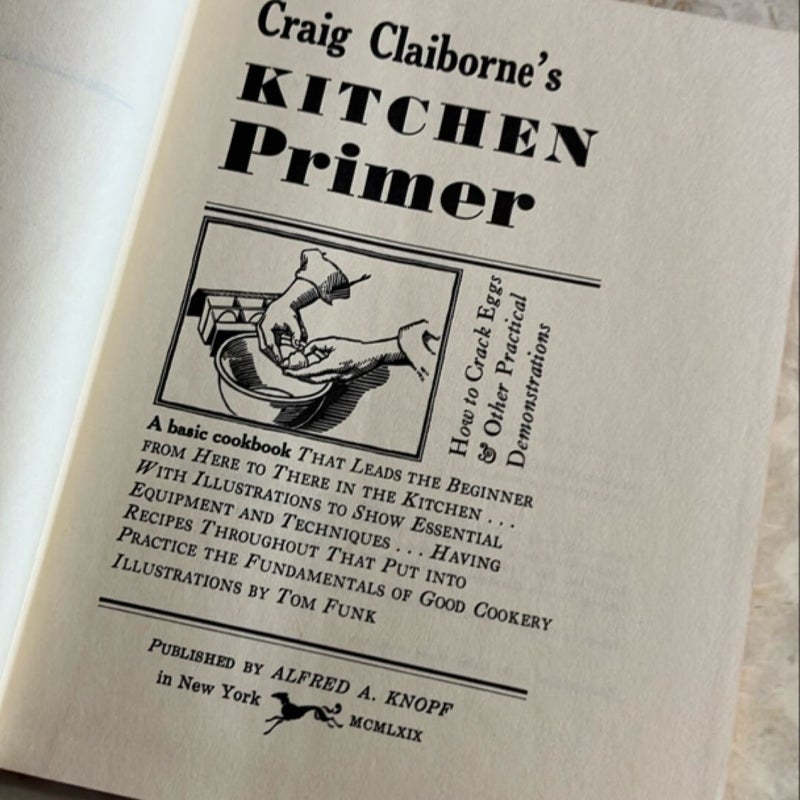 Craig Claiborne's
KITCHEN
Primer
How to Crack Eggs
& Other Practical
Demonstrations
A basic cookbook THAT LEADS THE BEGINNER
FROM HERE TO THERE IN THE KITCHEN . . .
WITH ILLUSTRATIONS TO SHOW ESSENTIAL
EQUIPMENT AND TECHNIQUES . . . HAVING
RECIPES THROUGHOUT THAT PUT INTO
PRACTICE THE FUNDAMENTALS OF GOOD COOKERY
ILLUSTRATIONS BY TOM FUNK
PUBLISHED BY ALFRED A. KNOPF
in New York MCMLXIX